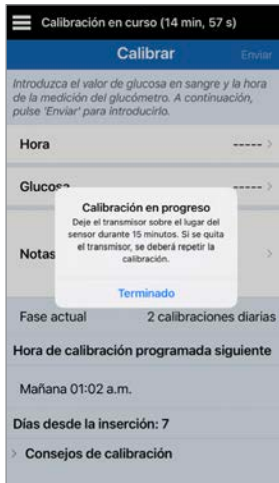 Calibración en curso (14 min, 57 s)
Calibrar
Enviar
Introduzca el valor de glucosa en sangre y la hora
de la medición del glucómetro. A continuación,
pulse 'Enviar' para introducirlo.
Hora
----- >
Glucosa
----- >
Calibración en progreso
Deje el transmisor sobre el lugar del
sensor durante 15 minutos. Si se quita
el transmisor, se deberá repetir la
calibración.
Terminado
Notas
>
Fase actual 2 calibraciones diarias
Hora de calibración programada siguiente
Mañana 01:02 a.m.
Días desde la inserción: 7
> Consejos de calibración